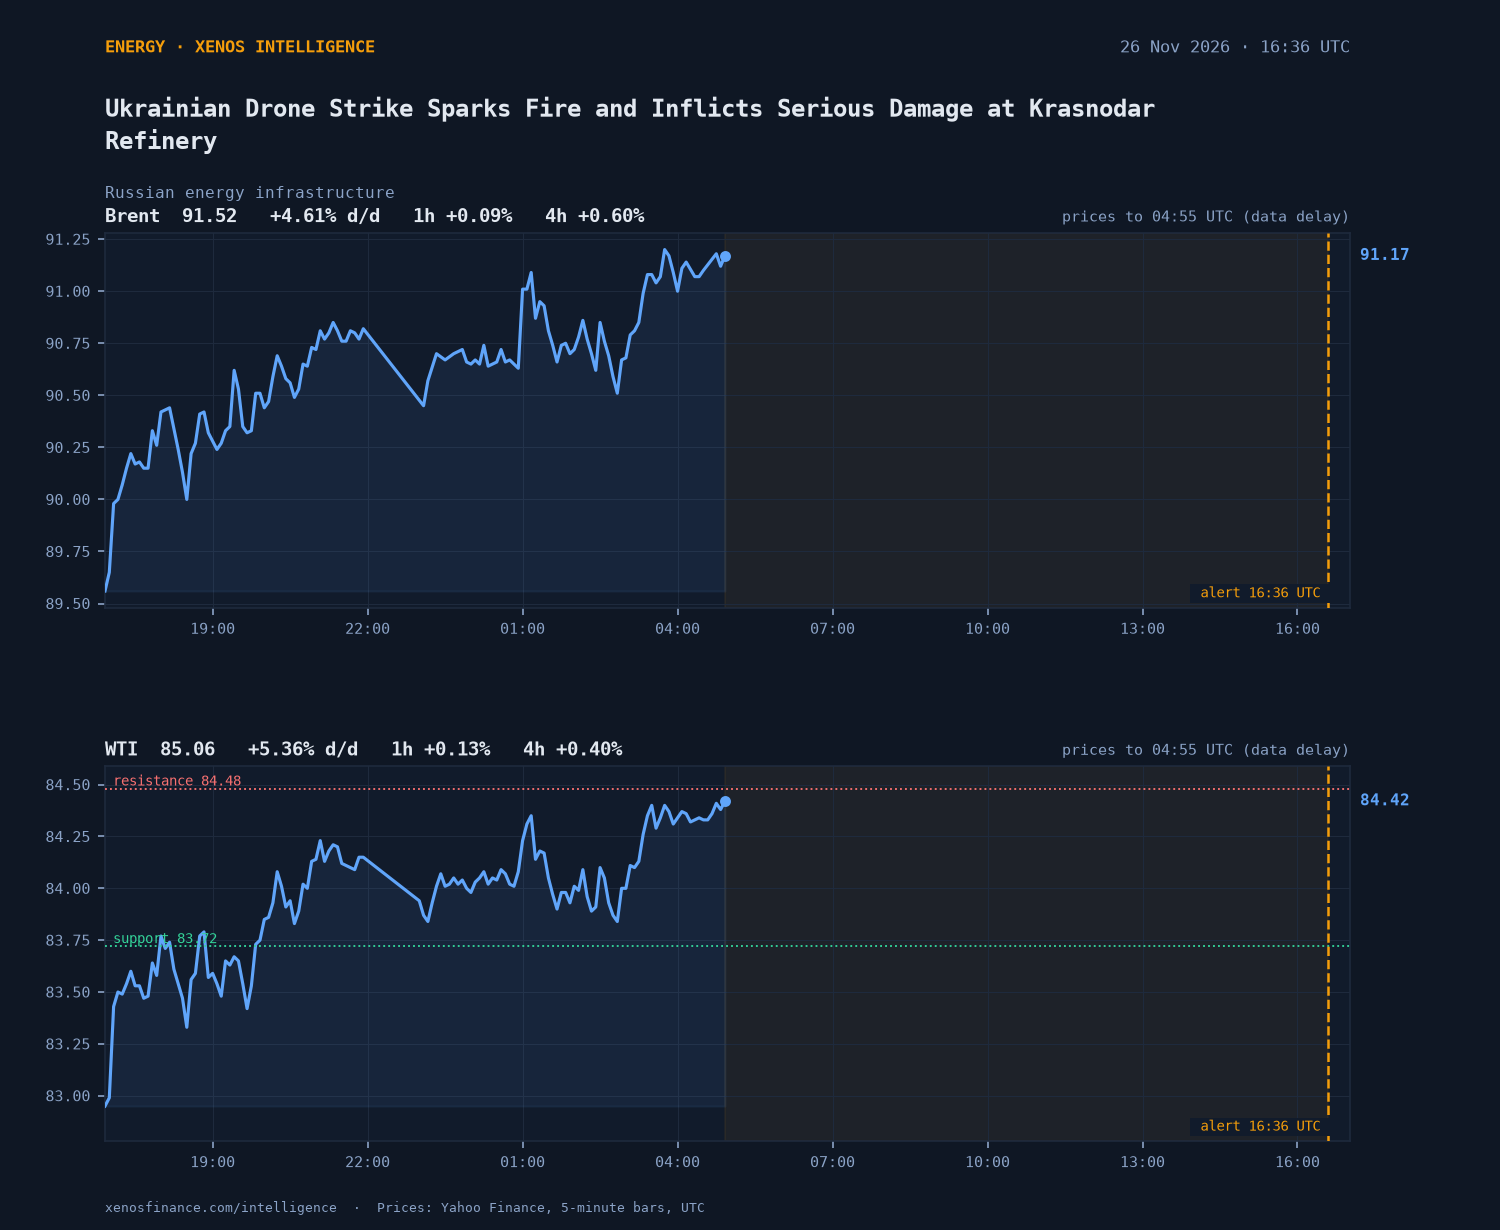 ENERGY · XENOS INTELLIGENCE
26 Nov 2026 · 16:36 UTC
Ukrainian Drone Strike Sparks Fire and Inflicts Serious Damage at Krasnodar
Refinery
Russian energy infrastructure
Brent  91.52   +4.61% d/d   1h +0.09%   4h +0.60%
prices to 04:55 UTC (data delay)
91.25
91.00
90.75
90.50
90.25
90.00
89.75
89.50
91.17
alert 16:36 UTC
19:00 22:00 01:00 04:00 07:00 10:00 13:00 16:00
WTI  85.06   +5.36% d/d   1h +0.13%   4h +0.40%
prices to 04:55 UTC (data delay)
resistance 84.48
84.50
84.25
84.00
83.75
83.50
83.25
83.00
84.42
support 83.72
alert 16:36 UTC
19:00 22:00 01:00 04:00 07:00 10:00 13:00 16:00
xenosfinance.com/intelligence  ·  Prices: Yahoo Finance, 5-minute bars, UTC